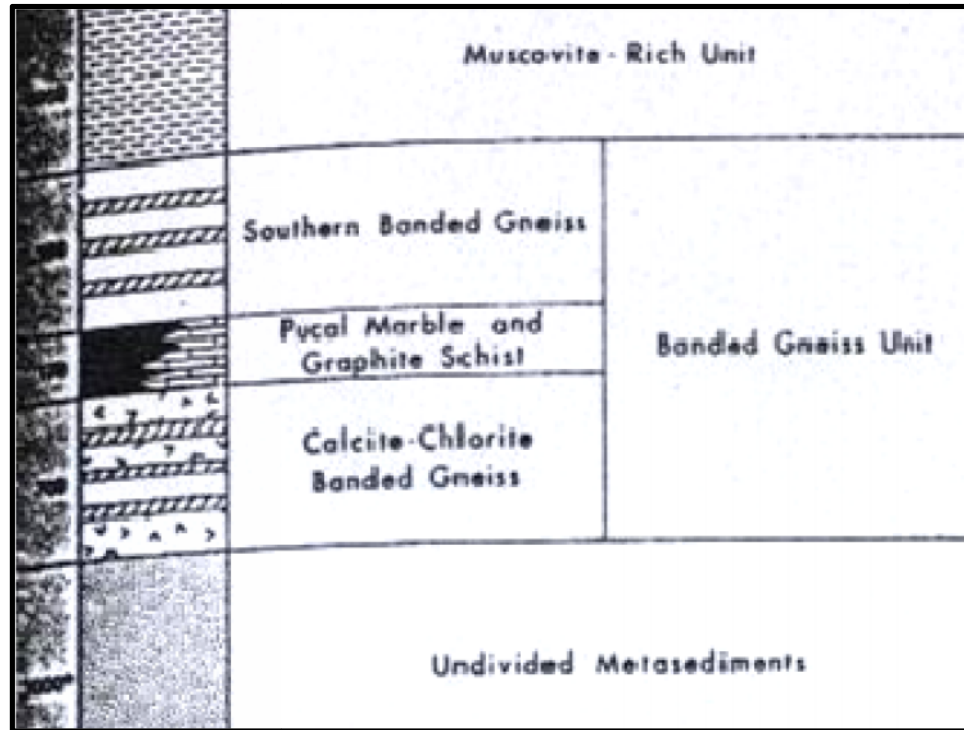 Muscovite - Rich Unit
Southern Banded Gneiss
Pycal Marble and
Graphite Schist
Banded Gneiss Unit
Calcite-Chlorite
Banded Gneiss
Undivided Metasediments